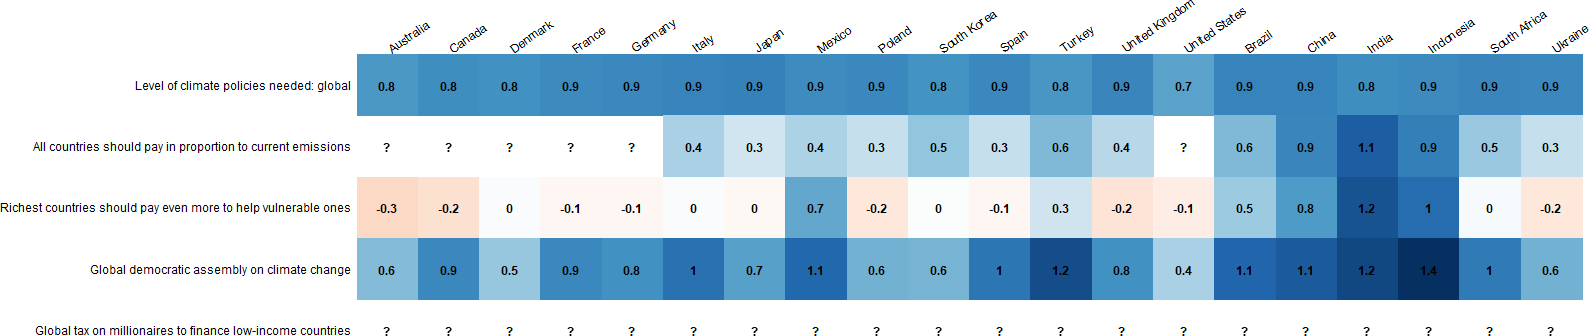 Australia Canada Denmark France Germany Italy Japan Mexico Poland South Korea Spain Turkey United Kingdom United States Brazil China India Indonesia South Africa Ukraine
Level of climate policies needed: global 0.8 0.8 0.8 0.9 0.9 0.9 0.9 0.9 0.9 0.8 0.9 0.8 0.9 0.7 0.9 0.9 0.8 0.9 0.9 0.9
All countries should pay in proportion to current emissions ? ? ? ? ? 0.4 0.3 0.4 0.3 0.5 0.3 0.6 0.4 ? 0.6 0.9 1.1 0.9 0.5 0.3
Richest countries should pay even more to help vulnerable ones -0.3 -0.2 0 -0.1 -0.1 0 0 0.7 -0.2 0 -0.1 0.3 -0.2 -0.1 0.5 0.8 1.2 1 0 -0.2
Global democratic assembly on climate change 0.6 0.9 0.5 0.9 0.8 1 0.7 1.1 0.6 0.6 1 1.2 0.8 0.4 1.1 1.1 1.2 1.4 1 0.6
Global tax on millionaires to finance low-income countries ? ? ? ? ? ? ? ? ? ? ? ? ? ? ? ? ? ? ? ?